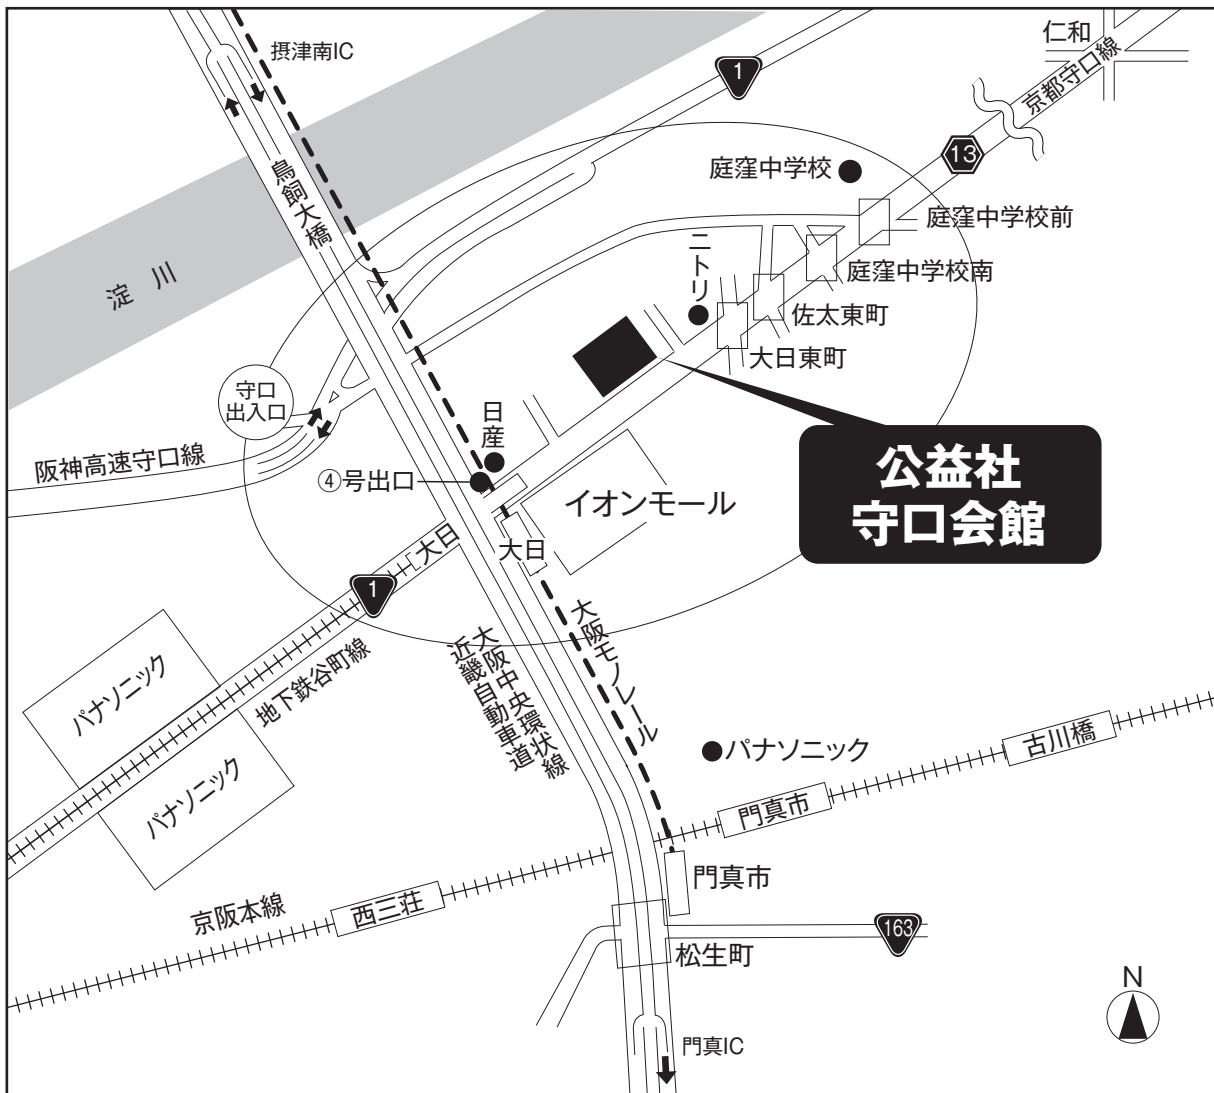 摂津南IC
仁和
1
京都守口線
13
庭窪中学校
庭窪中学校前
鳥飼大橋
庭窪中学校南
淀川
ニトリ
佐太東町
大日東町
守口
出入口
日産
公益社
守口会館
阪神高速守口線
④号出口
イオンモール
大日
大日
1
大阪モノレール
大阪中央環状線
近畿自動車道
地下鉄谷町線
パナソニック
パナソニック
パナソニック
古川橋
門真市
門真市
京阪本線
西三荘
163
松生町
N
門真IC